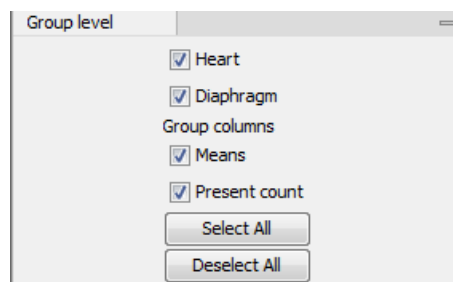 Group level
Heart
Diaphragm
Group columns
Means
Present count
Select All
Deselect All